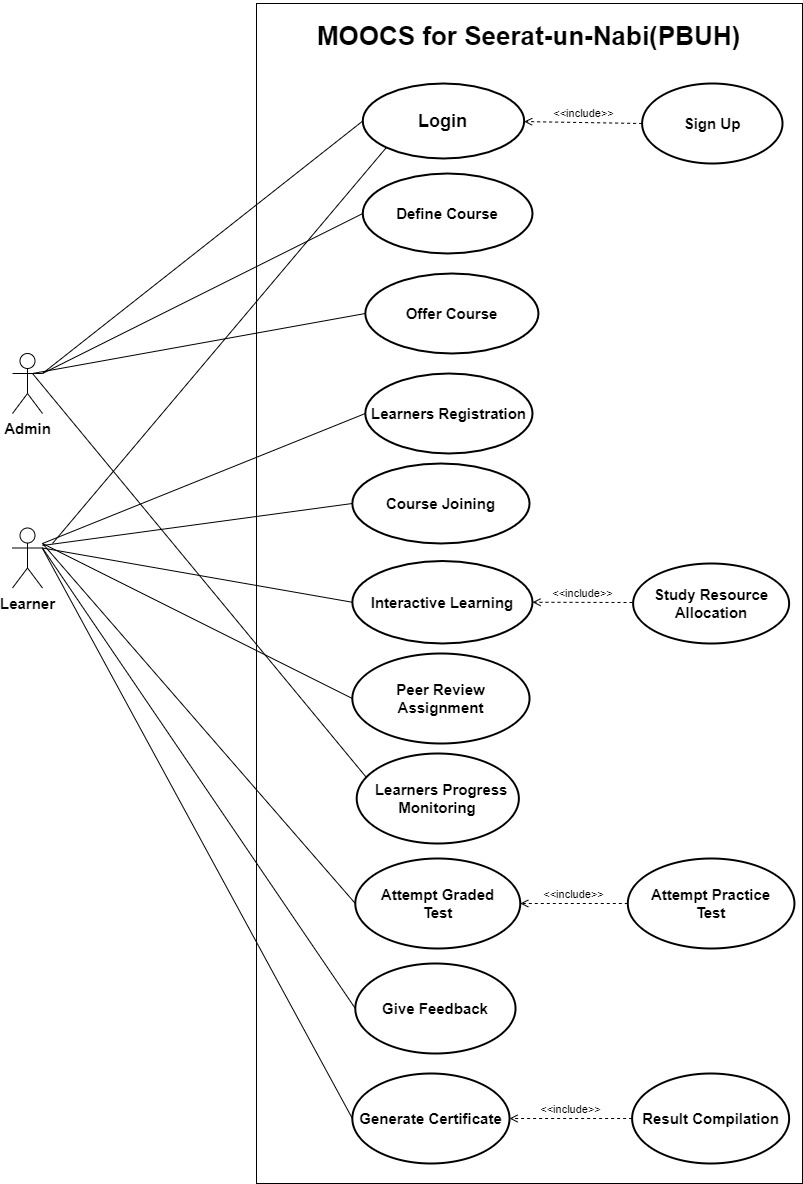 MOOCS for Seerat-un-Nabi(PBUH)
Login
<<include>>
Sign Up
Define Course
Offer Course
Admin
Learners Registration
Course Joining
Learner
Interactive Learning
<<include>>
Study Resource
Allocation
Peer Review
Assignment
Learners Progress
Monitoring
Attempt Graded
Test
<<include>>
Attempt Practice
Test
Give Feedback
Generate Certificate
<<include>>
Result Compilation